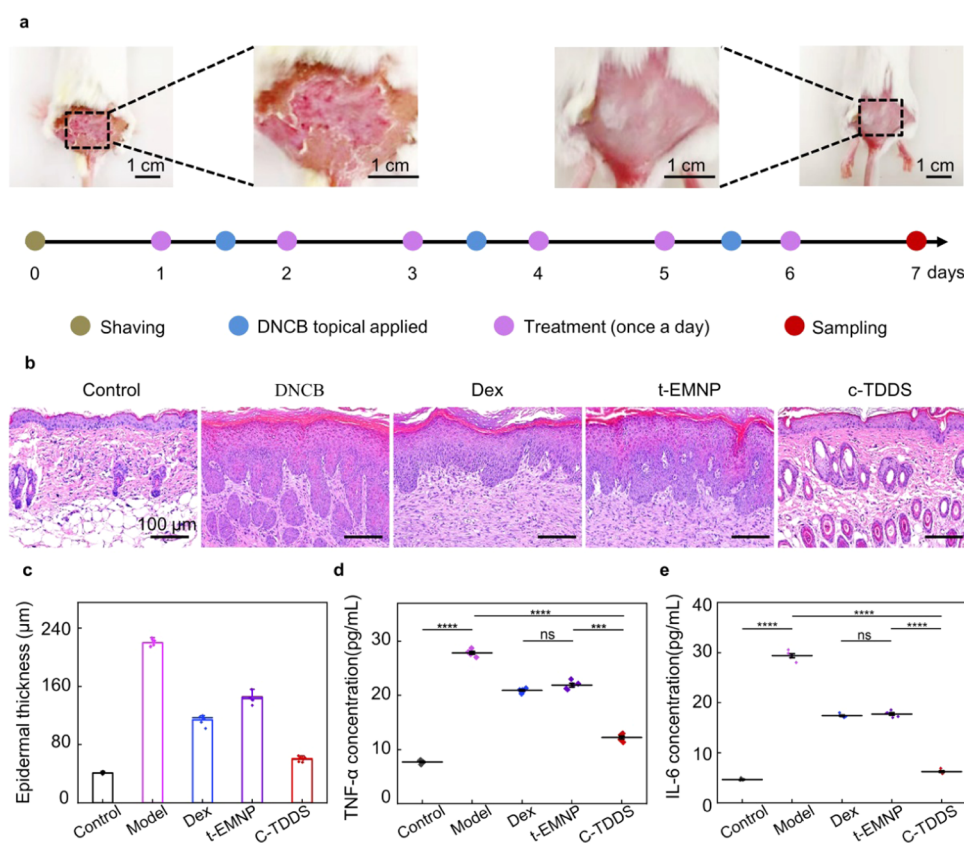 a
1 cm
1 cm
1 cm
1 cm
0 1 2 3 4 5 6 7 days
Shaving DNCB topical applied Treatment (once a day) Sampling
b
Control DNCB Dex t-EMNP c-TDDS
100 μm
c
Epidermal thickness (μm)
240
160
80
0
Control Model Dex t-EMNP C-TDDS
d
TNF-α concentration(pg/mL)
30
20
10
0
**** **** ns ***
Control Model Dex t-EMNP C-TDDS
e
IL-6 concentration(pg/mL)
40
30
20
10
0
**** **** ns ****
Control Model Dex t-EMNP C-TDDS